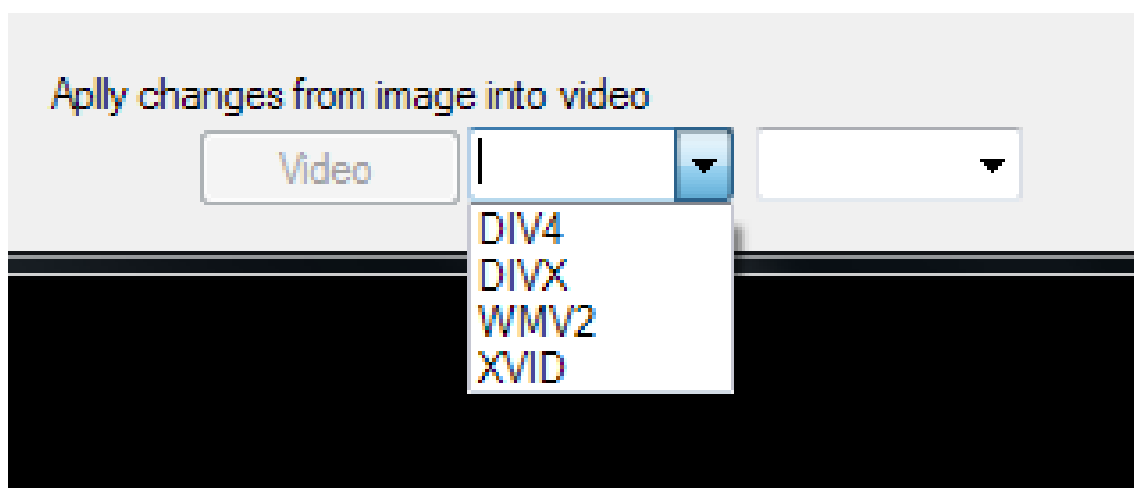 Aplly changes from image into video
Video
DIV4
DIVX
WMV2
XVID